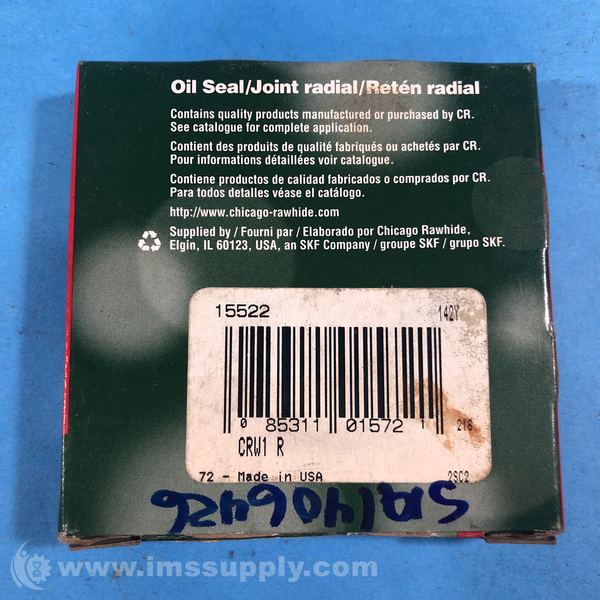 Oil Seal/Joint radial/Retén radial
Contains quality products manufactured or purchased by CR.
See catalogue for complete application.
Contient des produits de qualité fabriqués ou achetés par CR.
Pour informations détaillées voir catalogue.
Contiene productos de calidad fabricados o comprados por CR.
Para todos detalles véase el catálogo.
http://www.chicago-rawhide.com
Supplied by / Fourni par / Elaborado por Chicago Rawhide,
Elgin, IL 60123, USA, an SKF Company / groupe SKF / grupo SKF.
15522 1427
0 85311 01572 1 216
CRW1 R
72 - Made in USA 2SC2
SIQ1406426
www.imssupply.com